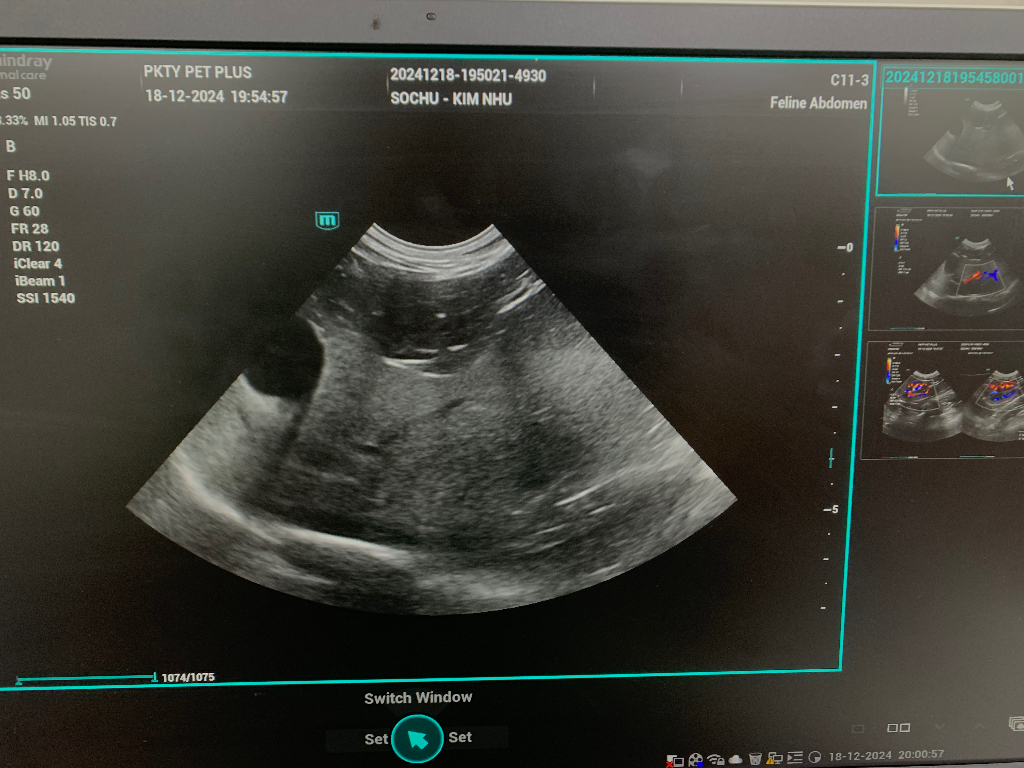 PKTY PET PLUS
18-12-2024 19:54:57
20241218-195021-4930
SOCHU - KIM NHU
C11-3
Feline Abdomen
20241218195458001
MI 1.05 TIS 0.7
B
F H8.0
D 7.0
G 60
FR 28
DR 120
iClear 4
iBeam 1
SSI 1540
m
0
5
1074/1075
Switch Window
Set
Set
18-12-2024 20:00:57